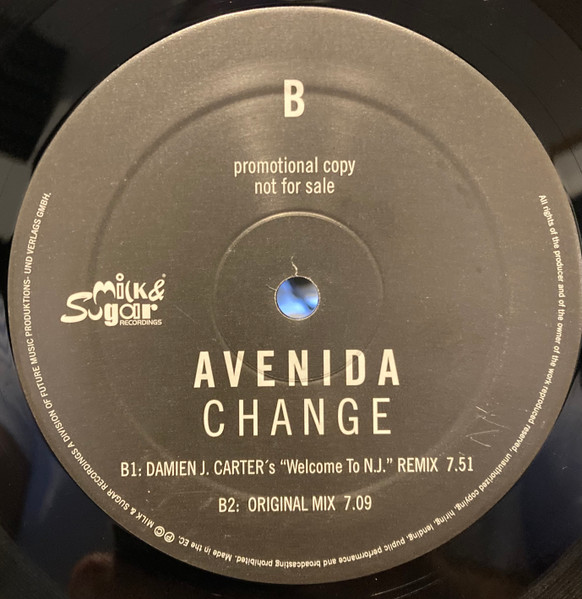 B
promotional copy
not for sale
Milk &
Sugar®
RECORDINGS
AVENIDA
CHANGE
B1: DAMIEN J. CARTER´s “Welcome To N.J.” REMIX 7.51
B2: ORIGINAL MIX 7.09
℗ © MILK & SUGAR RECORDINGS A DIVISION OF FUTURE MUSIC PRODUKTIONS- UND VERLAGS GMBH.
All rights of the producer and of the owner of the work reproduced reserved, unauthorized copying, hiring, lending, puplic performance and broadcasting prohibited. Made in the EC.